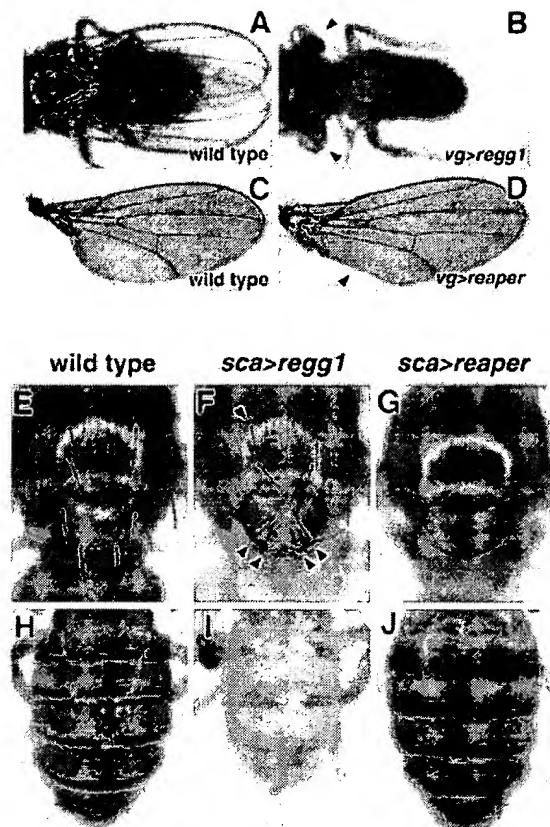 A
wild type
B
vg>regg1
C
wild type
D
vg>reaper
wild type
sca>regg1
sca>reaper
E
F
G
H
I
J